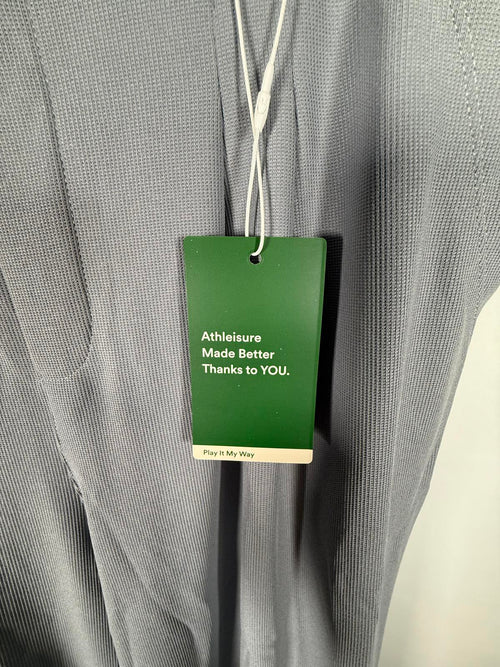 Athleisure
Made Better
Thanks to YOU.
Play It My Way